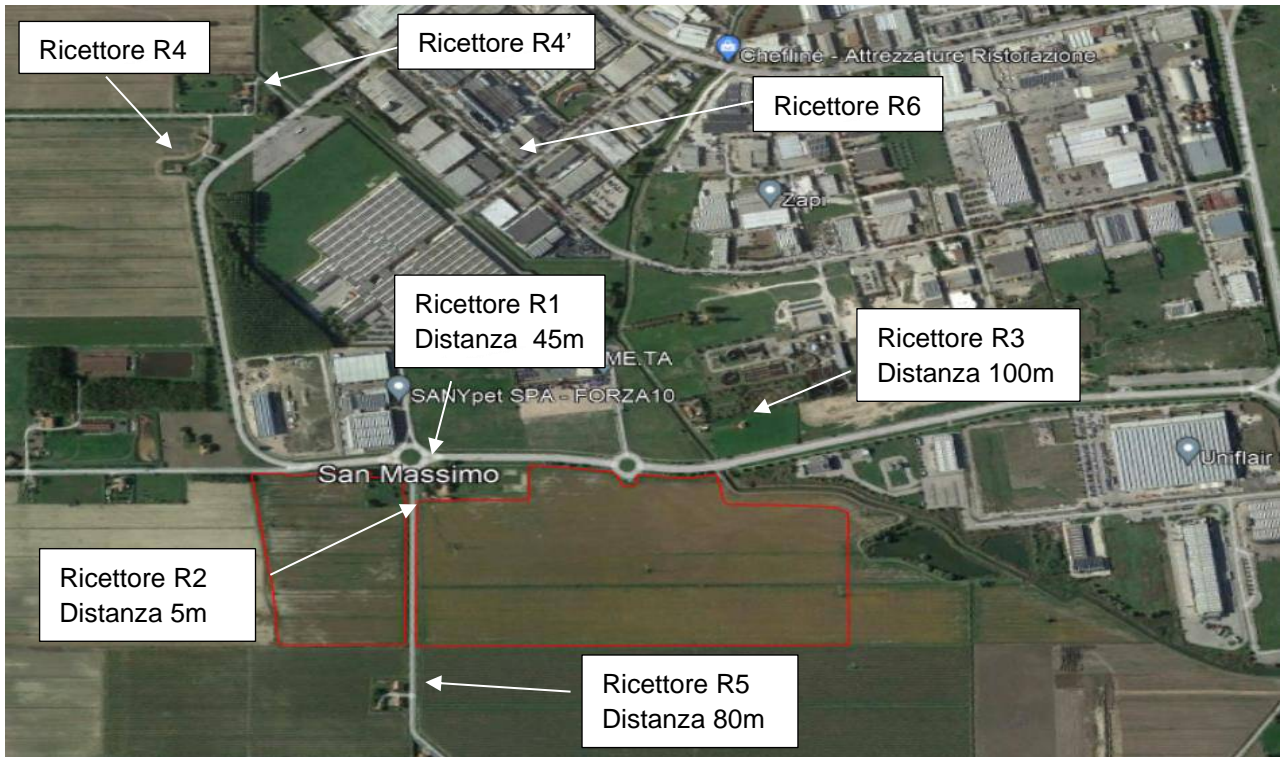 Ricettore R4
Ricettore R4’
Chefline - Attrezzature Ristorazione
Ricettore R6
Zapi
Ricettore R1
Distanza 45m
ME.TA
SANYpet SPA - FORZA10
Ricettore R3
Distanza 100m
San Massimo
Uniflair
Ricettore R2
Distanza 5m
Ricettore R5
Distanza 80m